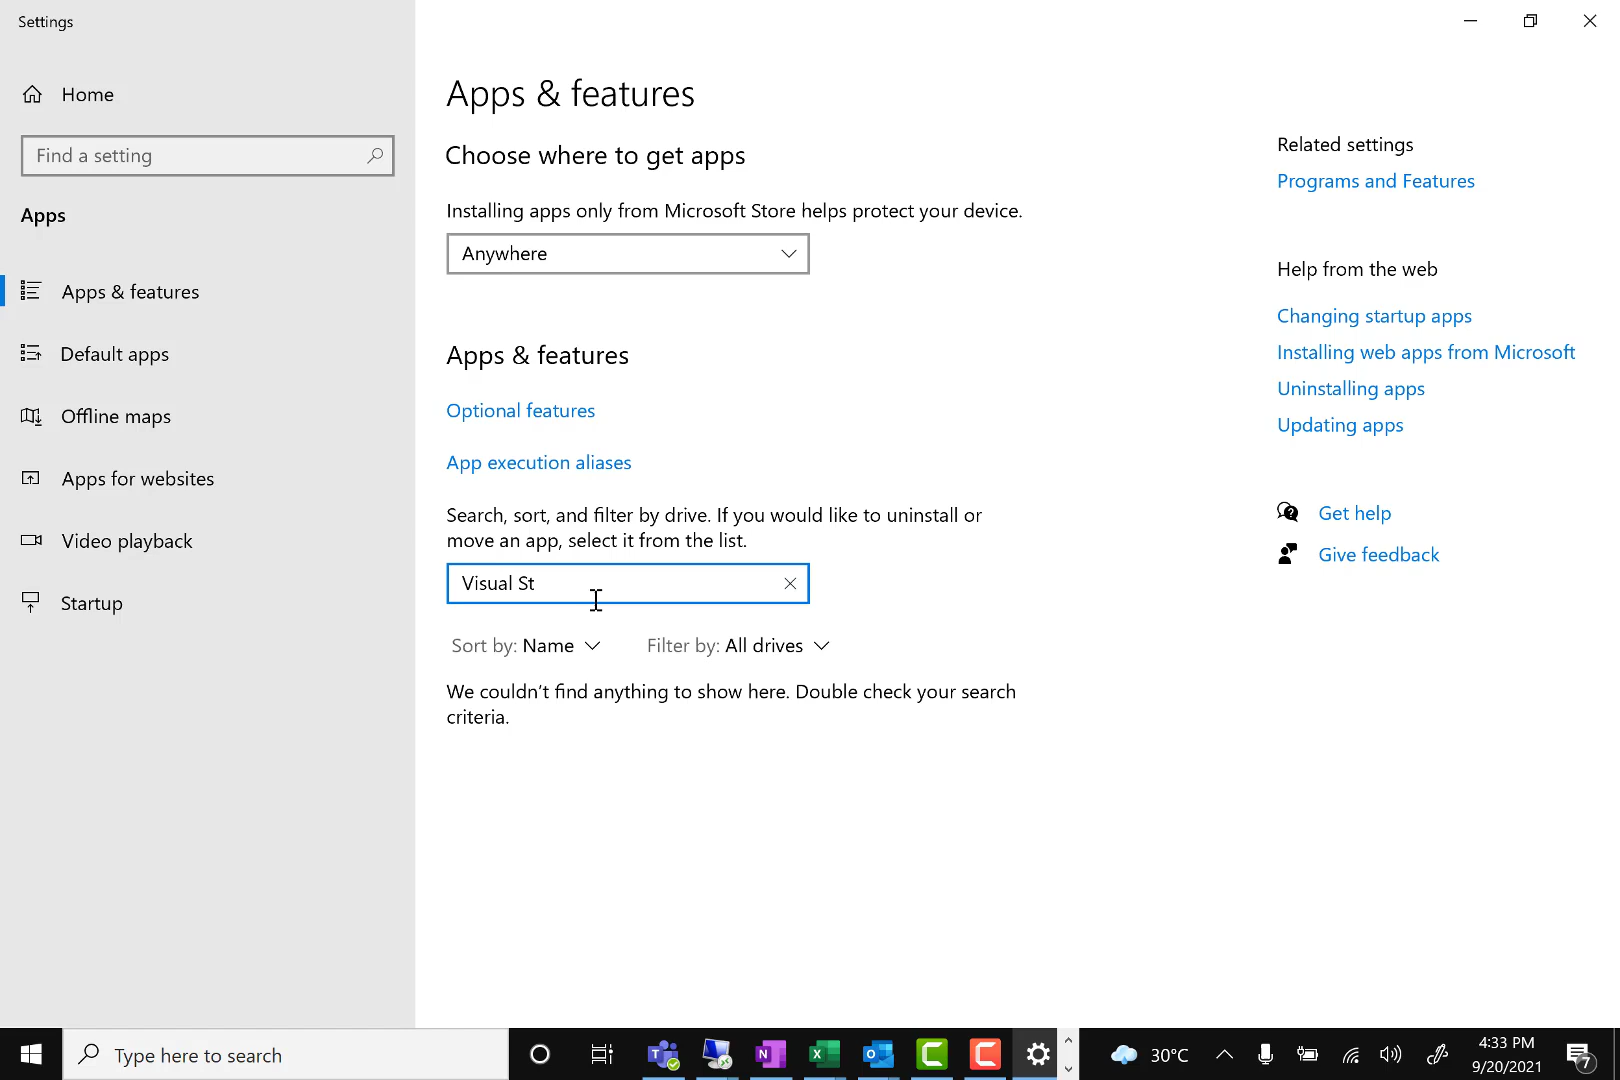 Settings
Home
Find a setting
Apps
Apps & features
Default apps
Offline maps
Apps for websites
Video playback
Startup
Apps & features
Choose where to get apps
Installing apps only from Microsoft Store helps protect your device.
Anywhere
Apps & features
Optional features
App execution aliases
Search, sort, and filter by drive. If you would like to uninstall or
move an app, select it from the list.
Visual St
Sort by: Name Filter by: All drives
We couldn't find anything to show here. Double check your search
criteria.
Related settings
Programs and Features
Help from the web
Changing startup apps
Installing web apps from Microsoft
Uninstalling apps
Updating apps
Get help
Give feedback
Type here to search
30°C
4:33 PM
9/20/2021
7